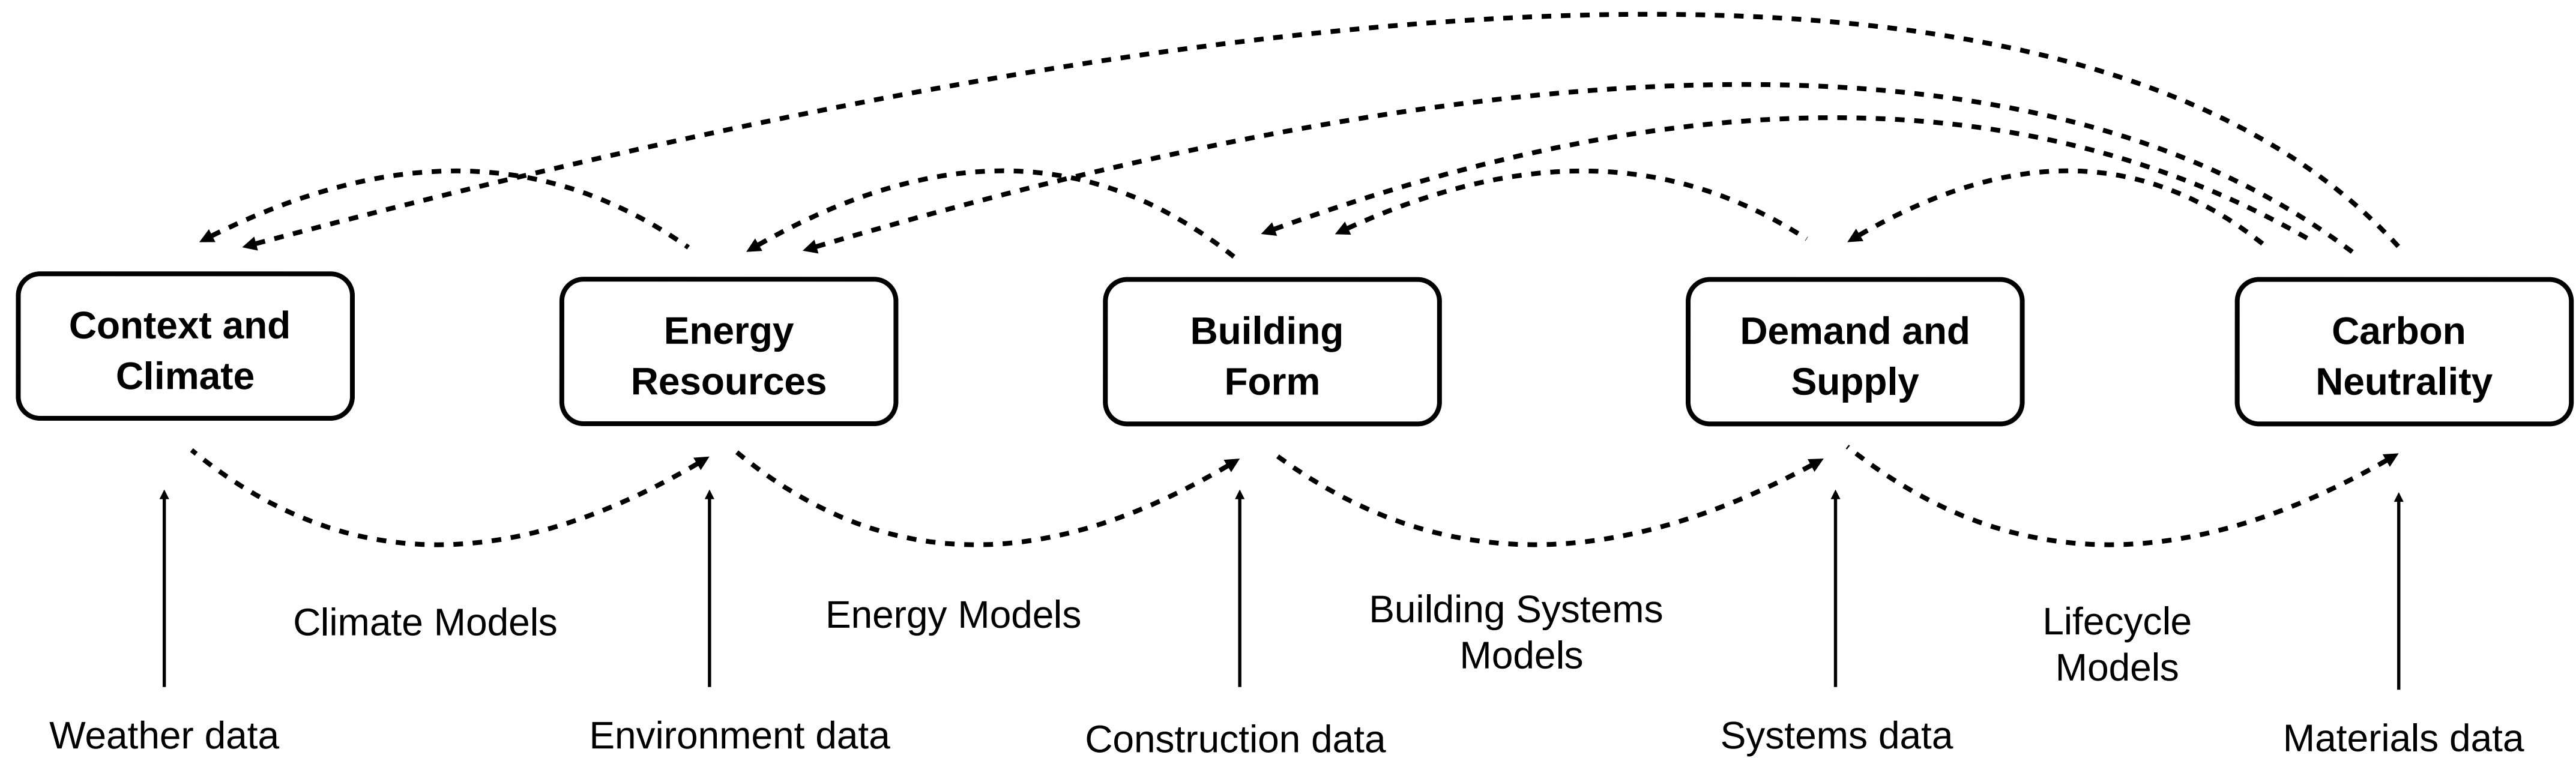 Context and
Climate
Energy
Resources
Building
Form
Demand and
Supply
Carbon
Neutrality
Climate Models
Energy Models
Building Systems
Models
Lifecycle
Models
Weather data
Environment data
Construction data
Systems data
Materials data